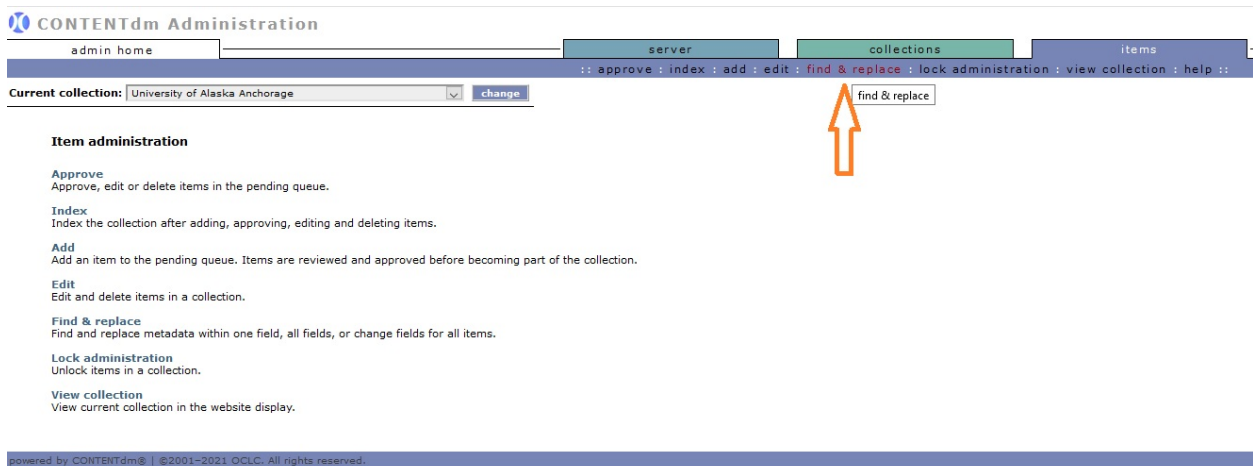 CONTENTdm Administration
admin home server collections items
:: approve : index : add : edit : find & replace : lock administration : view collection : help ::
Current collection: University of Alaska Anchorage change
find & replace
Item administration
Approve
Approve, edit or delete items in the pending queue.
Index
Index the collection after adding, approving, editing and deleting items.
Add
Add an item to the pending queue. Items are reviewed and approved before becoming part of the collection.
Edit
Edit and delete items in a collection.
Find & replace
Find and replace metadata within one field, all fields, or change fields for all items.
Lock administration
Unlock items in a collection.
View collection
View current collection in the website display.
powered by CONTENTdm® | ©2001–2021 OCLC. All rights reserved.